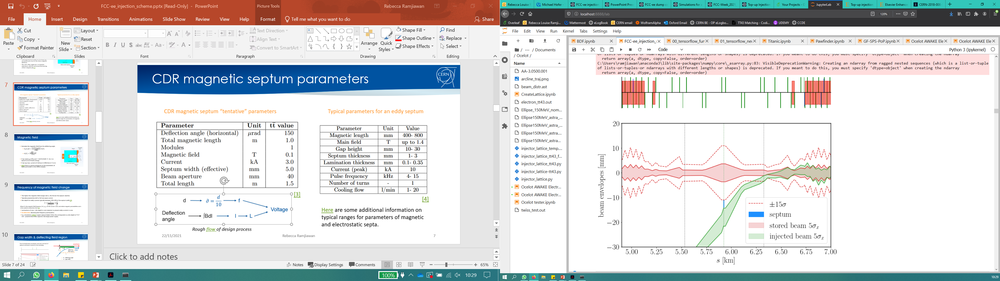 FCC-ee_injection_scheme.pptx [Read-Only] - PowerPoint
Picture Tools
Rebecca Ramjiawan
File Home Insert Design Transitions Animations Slide Show Review View Help Format Tell me what you want to do Share
Paste
Cut
Copy
Format Painter
Clipboard
New Slide
Layout
Reset
Section
Slides
Font
Text Direction
Align Text
Convert to SmartArt
Paragraph
Arrange
Quick Styles
Shape Fill
Shape Outline
Shape Effects
Drawing
Find
Replace
Select
Editing
7
CDR magnetic septum parameters
8
Magnetic field
9
Frequency of magnetic field change
10
Gap width & deflecting field region
CDR magnetic septum parameters
CERN
CDR magnetic septum “tentative” parameters
Parameter Unit tt̄ value
Deflection angle (horizontal) μrad 150
Total magnetic length m 1.0
Modules 1
Magnetic field T 0.1
Current kA 3.0
Septum width (effective) mm 5.0
Beam aperture mm 40
Total length m 1.5
[3]
d ∂ = d/10 f
Voltage
Deflection angle ∫Bdl I L
Rough flow of design process
Typical parameters for an eddy septum
Parameter Unit Value
Magnetic length mm 400- 800
Main field T up to 1.4
Gap height mm 10- 30
Septum thickness mm 1- 3
Lamination thickness mm 0.1- 0.35
Current (peak) kA 10
Pulse frequency kHz 4- 15
Number of turns - 1
Cooling flow l/min 1- 20
[4]
Here are some additional information on
typical ranges for parameters of magnetic
and electrostatic septa.
22/11/2021 Rebecca Ramjiawan 7
Click to add notes
Slide 7 of 24 Notes Display Settings Comments 65%
100% 10:29
Rebecca Louise Michael Hofer - FCC-ee injection PowerPoint Pres FCC-ee dump c Simulations for FCC-Week_2021 Top-up Injection Your Projects - JupyterLab Top-up injection Elsevier Enhance CERN-2018-008
localhost:8888/lab 120%
Overleaf Rebecca Louise Ramji... Mattermost eLogBook CERN email WolframAlpha Oxford Email CERN BE - OP eLogbo... TT43 Matching - Codi... UDEMY CCDE
File Edit View Run Kernel Tabs Settings Help
BDF.ipynb FCC-ee_injection_ 00_tensorflow_fur 01_tensorflow_net Titanic.ipynb Pawfinder.ipynb GF-SPS-PoP.ipynb Ocelot AWAKE Ele Ocelot AWAKE Ele
Code Python 3 (ipykernel)
/ ··· / Documents
/ Ocelot /
Name
AA-3.0500.001
arcline_traj.png
beam_distr.ast
CreateLattice.ipynb
electron_tt43.out
Ellipse_150MeV_nom...
Ellipse150MeV_astra_...
Ellipse150MeV_astra_...
Ellipse150MeV_astra....
Ellipse150MeV_astra...
injector_lattice_temp....
injector_lattice_tt43_f...
injector_lattice_tt43.py
injector_lattice-tt43.py
injector_lattice.py
Ocelot AWAKE Electr...
Ocelot AWAKE Electr...
Ocelot tester.ipynb
twiss_test.out
return array(a, dtype, copy=False, order=order)
C:\Users\ramjiawan\anaconda3\lib\site-packages\numpy\core\_asarray.py:83: VisibleDeprecationWarning: Creating an ndarray from ragged nested sequences (which is a list-or-tuple
of lists-or-tuples-or ndarrays with different lengths or shapes) is deprecated. If you meant to do this, you must specify 'dtype=object' when creating the ndarray
return array(a, dtype, copy=False, order=order)
20
10
0
−10
−20
−30
beam envelopes [mm]
±15σ
septum
stored beam 5σx
injected beam 5σx
5.00 5.25 5.50 5.75 6.00 6.25 6.50 6.75 7.00
s [km]
10:29